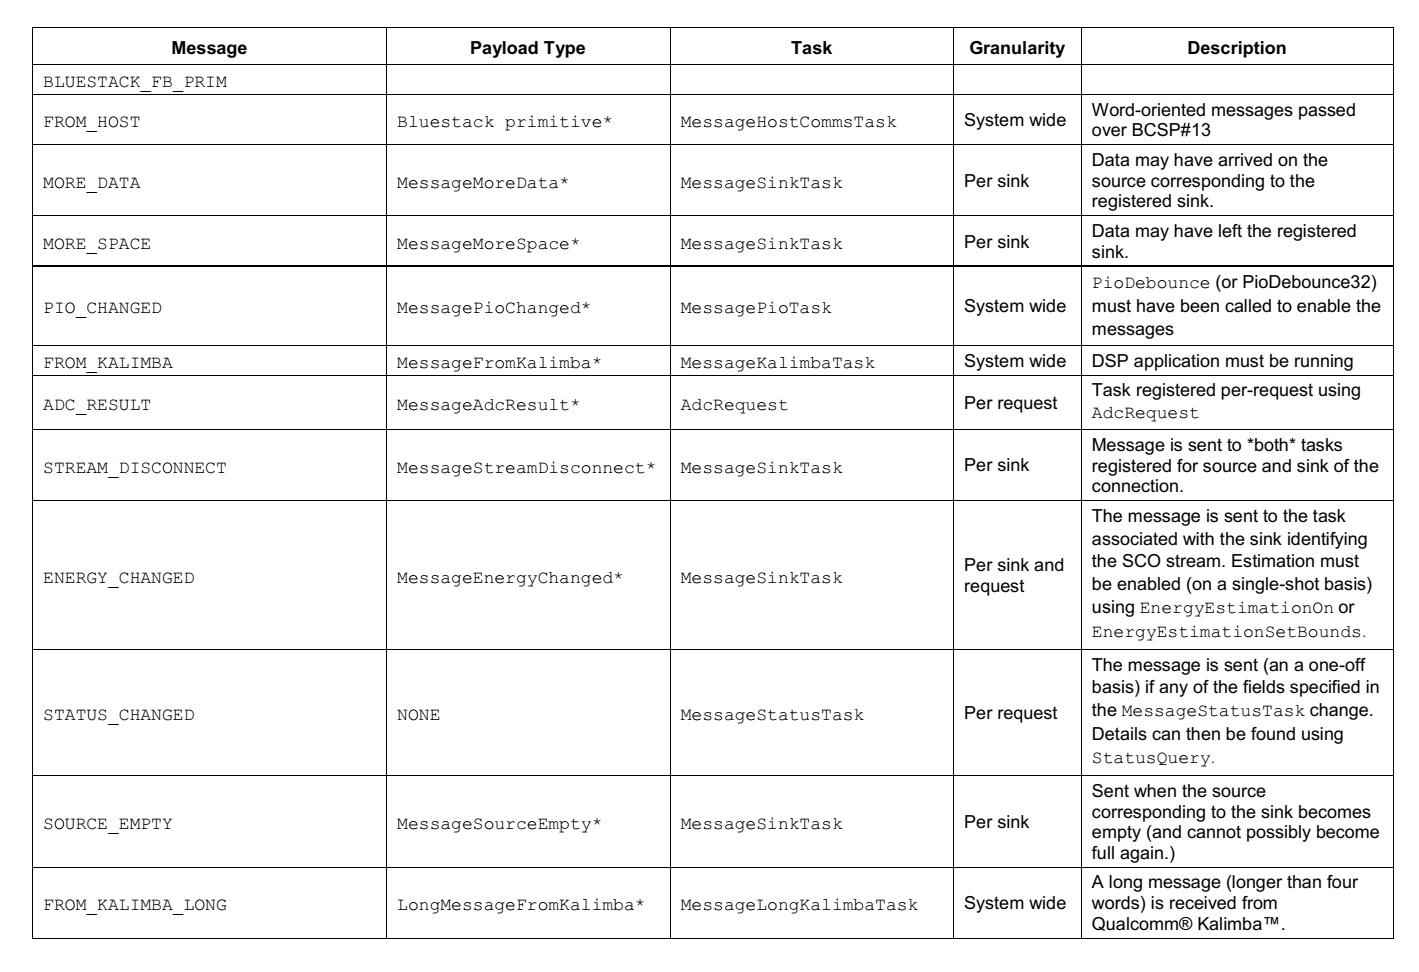 Message Payload Type Task Granularity Description
BLUESTACK_FB_PRIM
FROM_HOST Bluestack primitive* MessageHostCommsTask System wide Word-oriented messages passed
over BCSP#13
MORE_DATA MessageMoreData* MessageSinkTask Per sink Data may have arrived on the
source corresponding to the
registered sink.
MORE_SPACE MessageMoreSpace* MessageSinkTask Per sink Data may have left the registered
sink.
PIO_CHANGED MessagePioChanged* MessagePioTask System wide PioDebounce (or PioDebounce32)
must have been called to enable the
messages
FROM_KALIMBA MessageFromKalimba* MessageKalimbaTask System wide DSP application must be running
ADC_RESULT MessageAdcResult* AdcRequest Per request Task registered per-request using
AdcRequest
STREAM_DISCONNECT MessageStreamDisconnect* MessageSinkTask Per sink Message is sent to *both* tasks
registered for source and sink of the
connection.
ENERGY_CHANGED MessageEnergyChanged* MessageSinkTask Per sink and
request The message is sent to the task
associated with the sink identifying
the SCO stream. Estimation must
be enabled (on a single-shot basis)
using EnergyEstimationOn or
EnergyEstimationSetBounds.
STATUS_CHANGED NONE MessageStatusTask Per request The message is sent (an a one-off
basis) if any of the fields specified in
the MessageStatusTask change.
Details can then be found using
StatusQuery.
SOURCE_EMPTY MessageSourceEmpty* MessageSinkTask Per sink Sent when the source
corresponding to the sink becomes
empty (and cannot possibly become
full again.)
FROM_KALIMBA_LONG LongMessageFromKalimba* MessageLongKalimbaTask System wide A long message (longer than four
words) is received from
Qualcomm® Kalimba™.